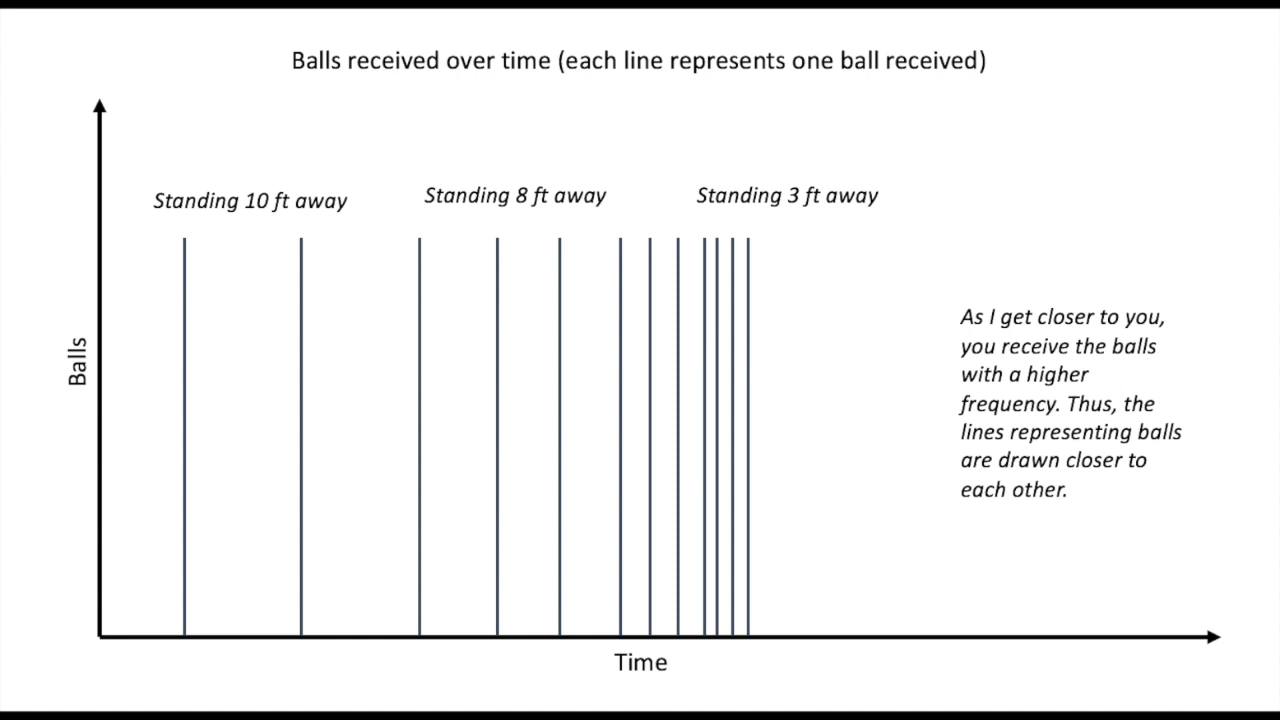 Balls received over time (each line represents one ball received)
Standing 10 ft away
Standing 8 ft away
Standing 3 ft away
As I get closer to you,
you receive the balls
with a higher
frequency. Thus, the
lines representing balls
are drawn closer to
each other.
Balls
Time